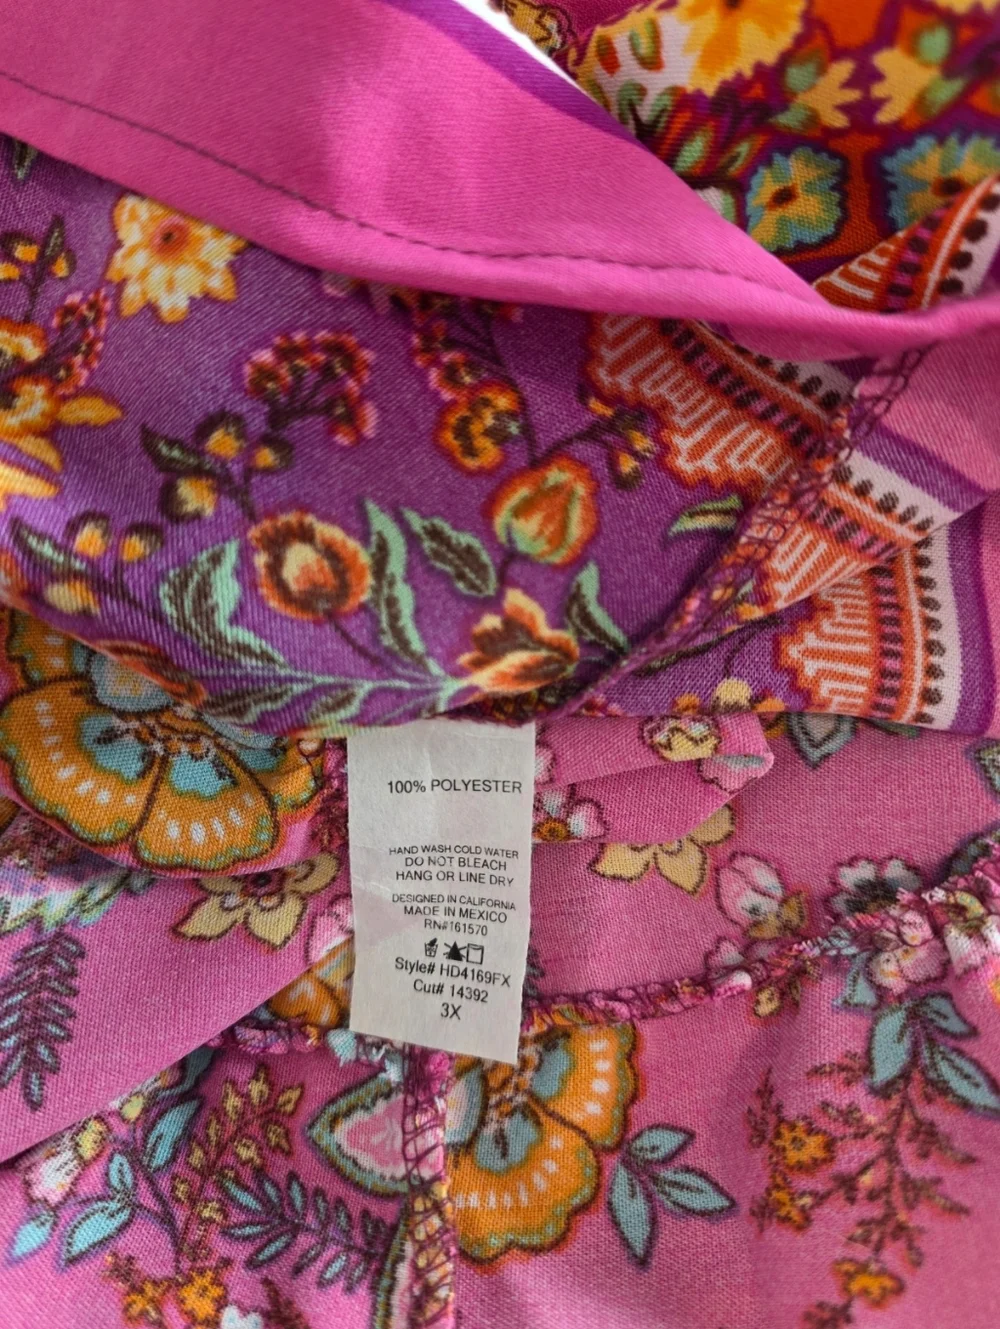 100% POLYESTER
HAND WASH COLD WATER
DO NOT BLEACH
HANG OR LINE DRY
DESIGNED IN CALIFORNIA
MADE IN MEXICO
RN#161570
Style# HD4169FX
Cut# 14392
3X